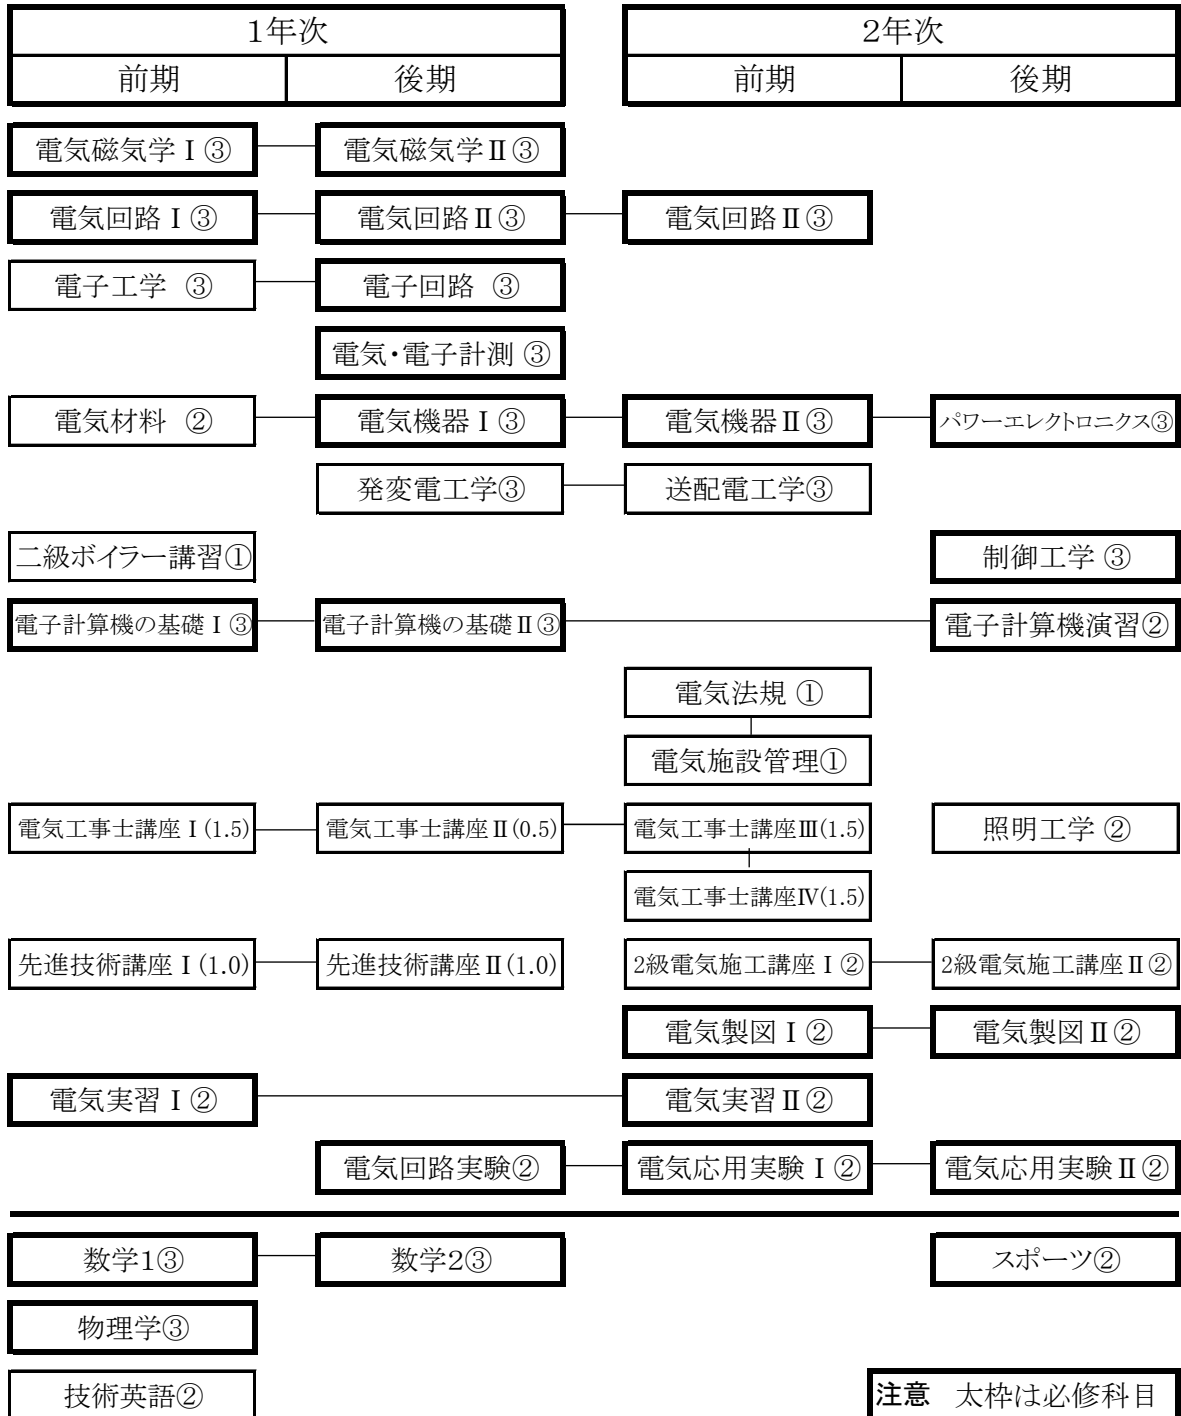 1年次 2年次
前期 後期 前期 後期
電気磁気学Ⅰ③ 電気磁気学Ⅱ③
電気回路Ⅰ③ 電気回路Ⅱ③ 電気回路Ⅱ③
電子工学 ③ 電子回路 ③
電気・電子計測 ③
電気材料 ② 電気機器Ⅰ③ 電気機器Ⅱ③ パワーエレクトロニクス③
発変電工学③ 送配電工学③
二級ボイラー講習① 制御工学 ③
電子計算機の基礎Ⅰ③ 電子計算機の基礎Ⅱ③ 電子計算機演習②
電気法規 ①
電気施設管理①
電気工事士講座Ⅰ(1.5) 電気工事士講座Ⅱ(0.5) 電気工事士講座Ⅲ(1.5) 照明工学 ②
電気工事士講座Ⅳ(1.5)
先進技術講座Ⅰ(1.0) 先進技術講座Ⅱ(1.0) 2級電気施工講座Ⅰ② 2級電気施工講座Ⅱ②
電気製図Ⅰ② 電気製図Ⅱ②
電気実習Ⅰ② 電気実習Ⅱ②
電気回路実験② 電気応用実験Ⅰ② 電気応用実験Ⅱ②
数学1③ 数学2③ スポーツ②
物理学③
技術英語② 注意 太枠は必修科目